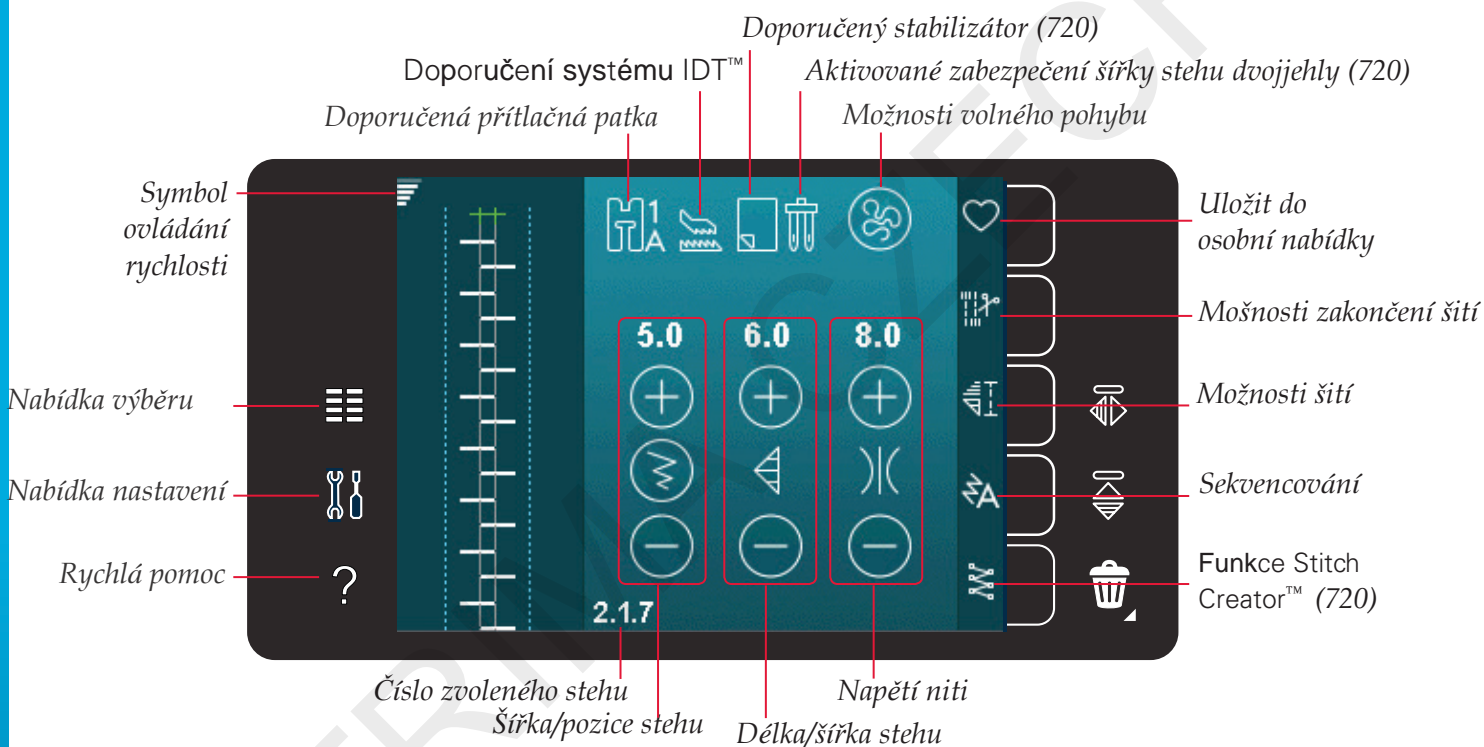 Doporučený stabilizátor (720)
Doporučení systému IDT™
Aktivované zabezpečení šířky stehu dvojjehly (720)
Doporučená přítlačná patka
Možnosti volného pohybu
Symbol
ovládání
rychlosti
1
A
Uložit do
osobní nabídky
Mošnosti zakončení šití
5.0
6.0
8.0
Nabídka výběru
Možnosti šití
Nabídka nastavení
A
Sekvencování
Rychlá pomoc
?
Funkce Stitch
Creator™ (720)
2.1.7
Číslo zvoleného stehu
Napětí niti
Šířka/pozice stehu
Délka/šířka stehu